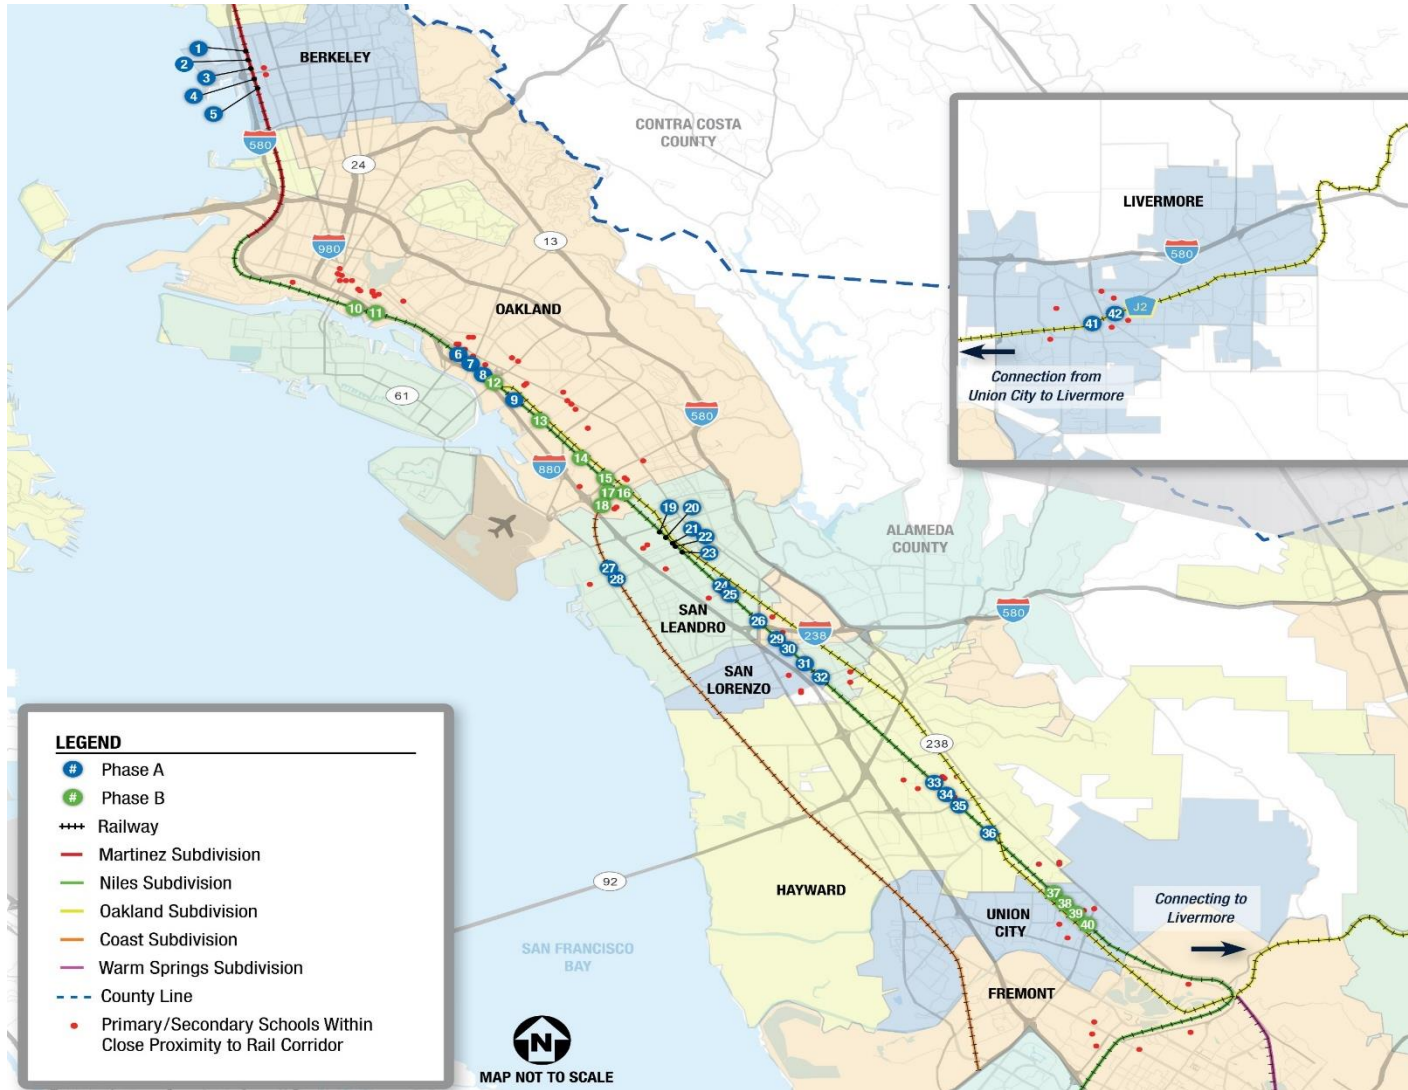 BERKELEY
1
2
3
4
5
580
24
CONTRA COSTA
COUNTY
13
980
OAKLAND
10
11
6
7
8
12
9
13
61
580
880
14
15
17
16
18
19
20
21
22
23
ALAMEDA
COUNTY
27
28
24
25
SAN
LEANDRO
26
29
30
238
580
31
32
SAN
LORENZO
238
33
34
35
36
HAYWARD
92
37
38
39
40
UNION
CITY
Connecting to
Livermore
SAN FRANCISCO
BAY
FREMONT
LIVERMORE
580
J2
42
41
Connection from
Union City to Livermore
LEGEND
# Phase A
# Phase B
Railway
Martinez Subdivision
Niles Subdivision
Oakland Subdivision
Coast Subdivision
Warm Springs Subdivision
County Line
Primary/Secondary Schools Within
Close Proximity to Rail Corridor
N
MAP NOT TO SCALE